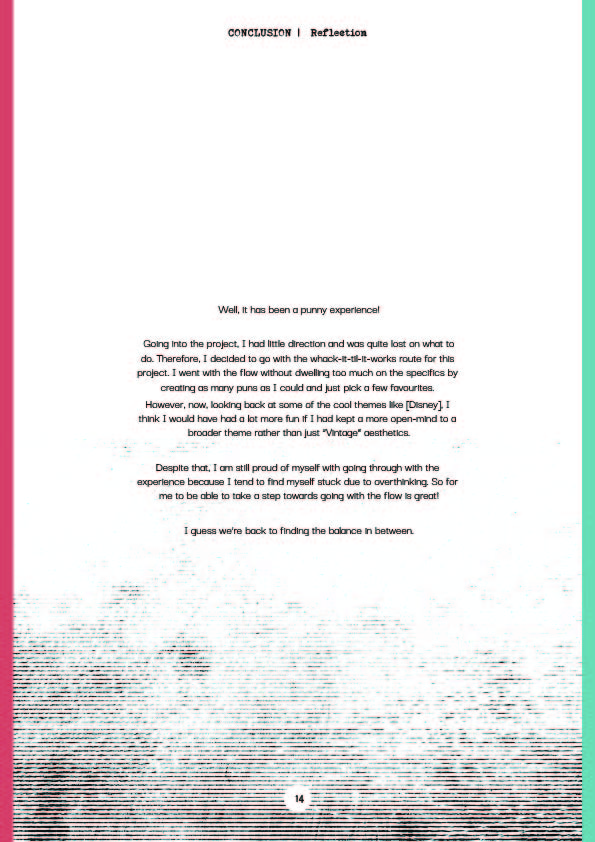 CONCLUSION | Reflection
Well, it has been a punny experience!
Going into the project, I had little direction and was quite lost on what to
do. Therefore, I decided to go with the whack-it-til-it-works route for this
project. I went with the flow without dwelling too much on the specifics by
creating as many puns as I could and just pick a few favourites.
However, now, looking back at some of the cool themes like [Disney], I
think I would have had a lot more fun if I had kept a more open-mind to a
broader theme rather than just "Vintage" aesthetics.
Despite that, I am still proud of myself with going through with the
experience because I tend to find myself stuck due to overthinking. So for
me to be able to take a step towards going with the flow is great!
I guess we're back to finding the balance in between.
14